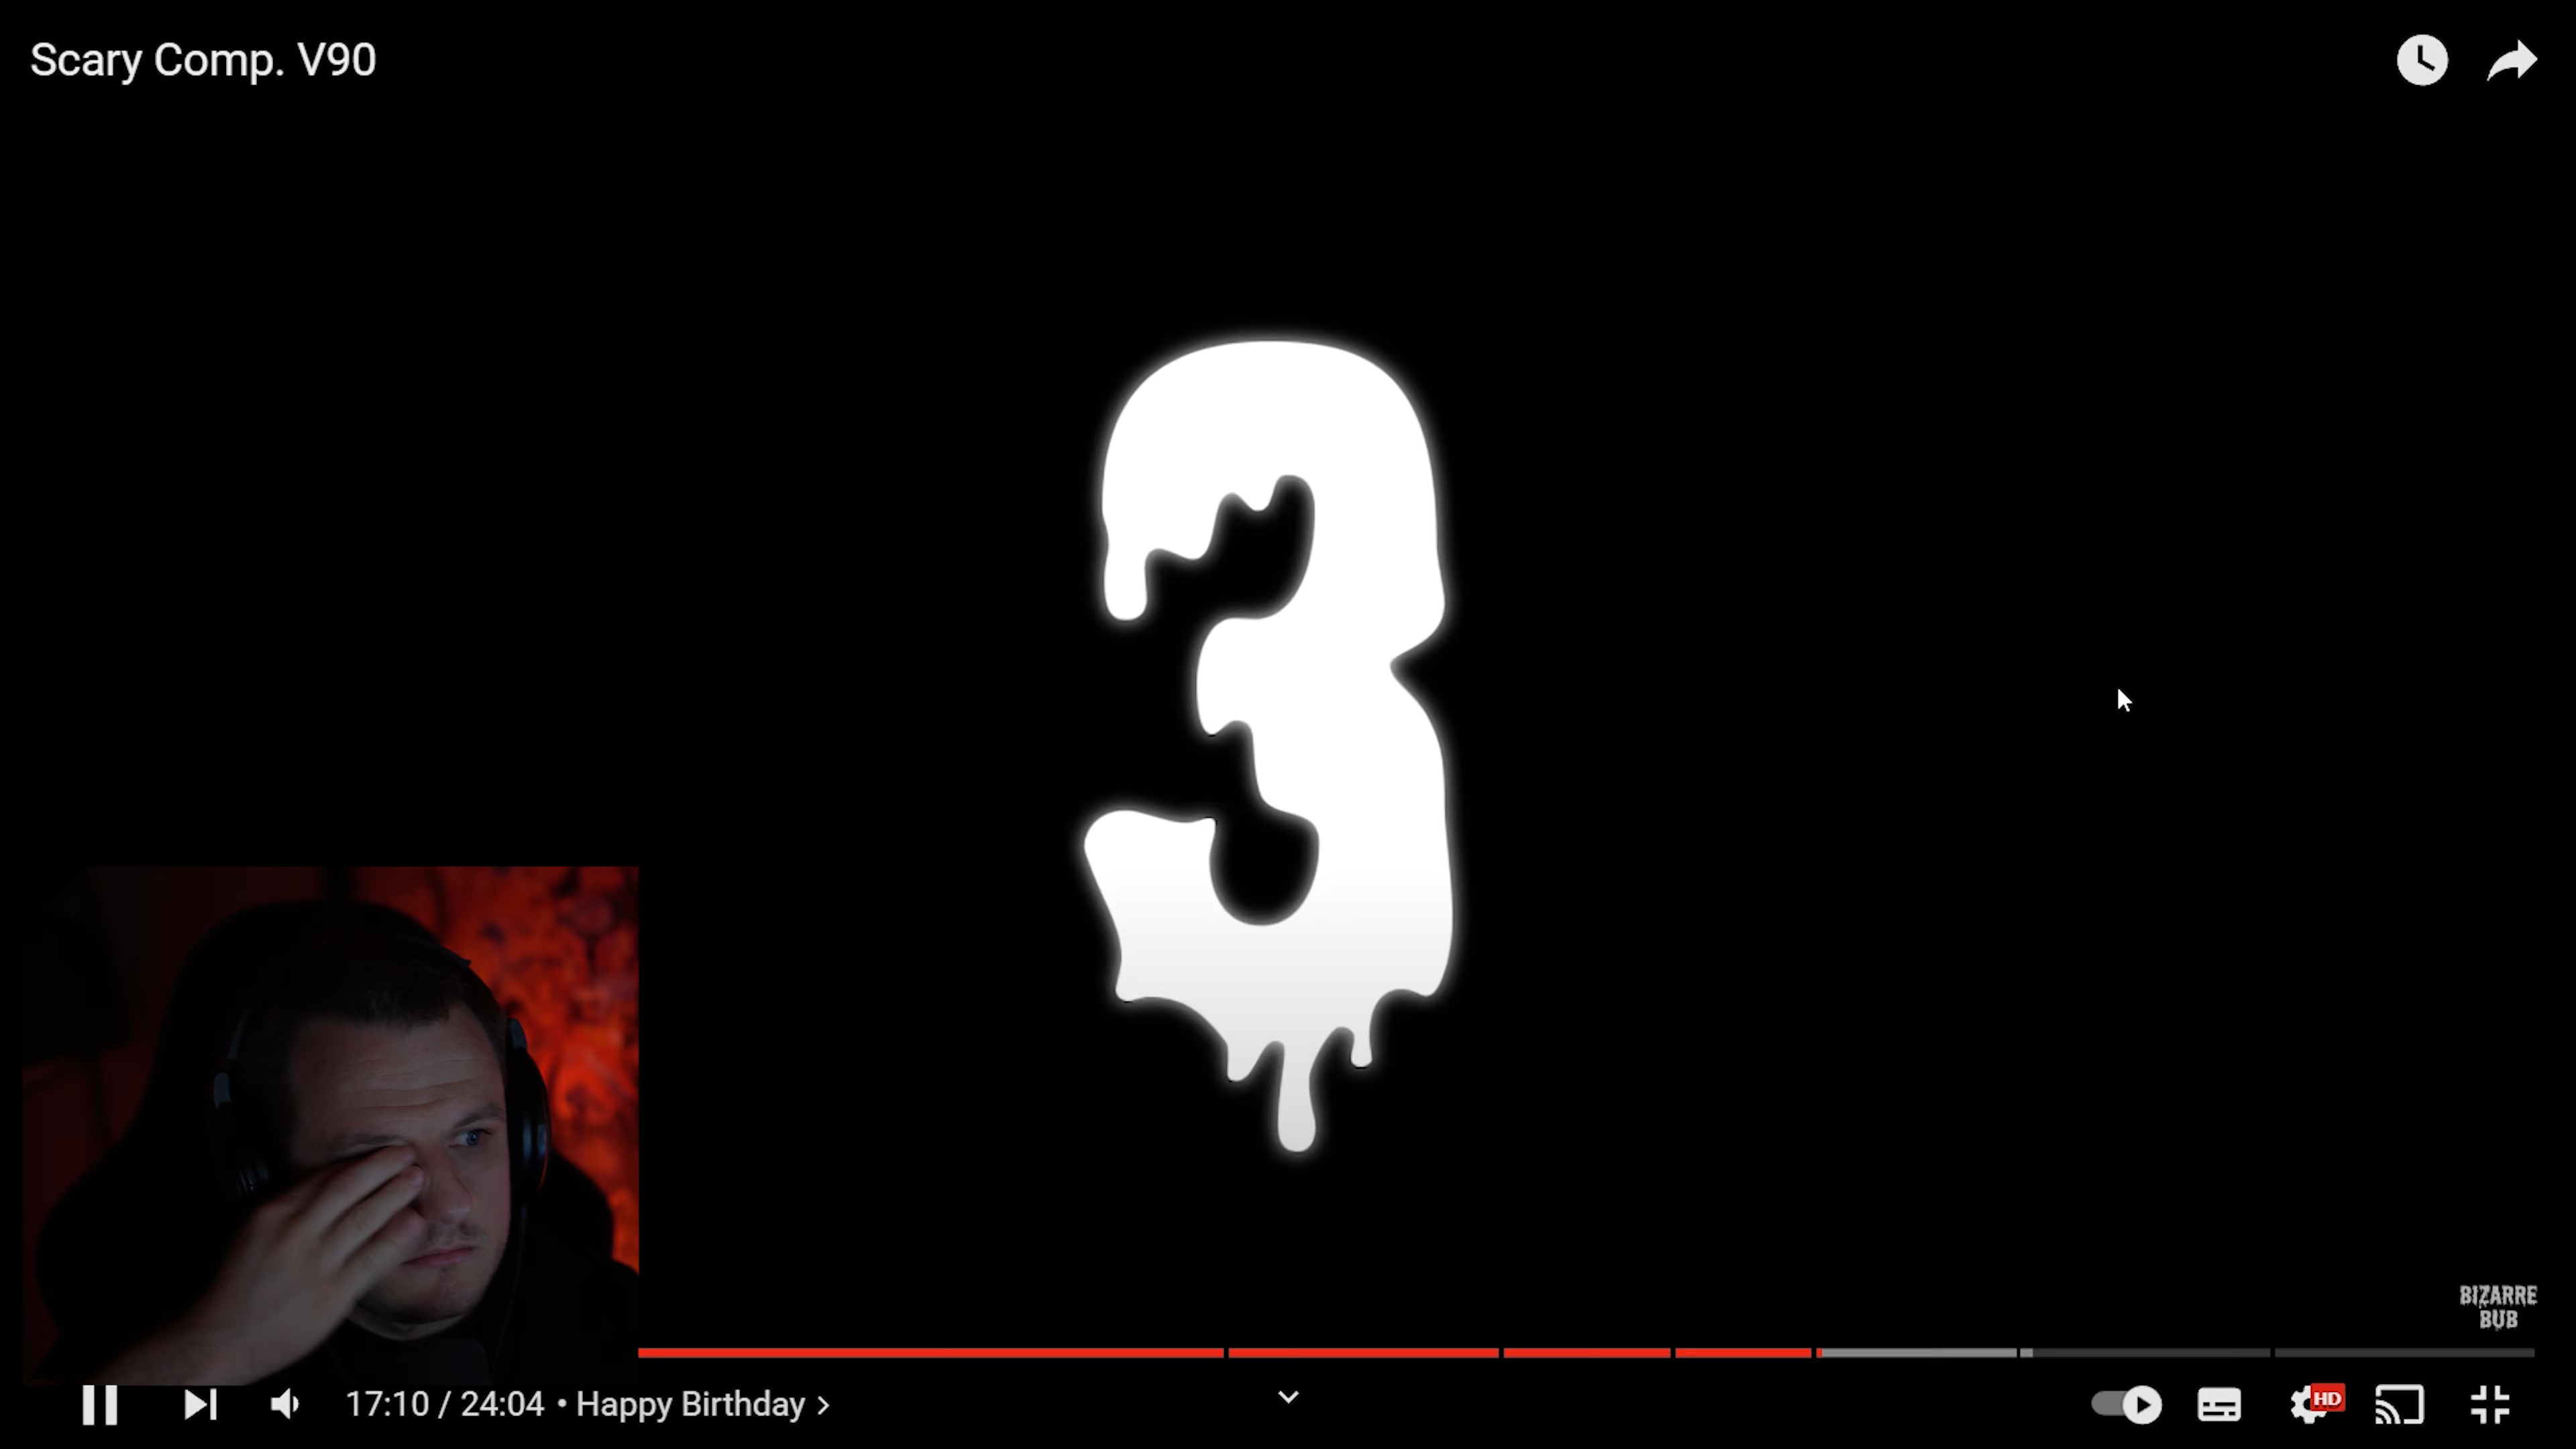 Scary Comp. V90
3
BIZARRE
BUB
17:10 / 24:04 • Happy Birthday >
HD